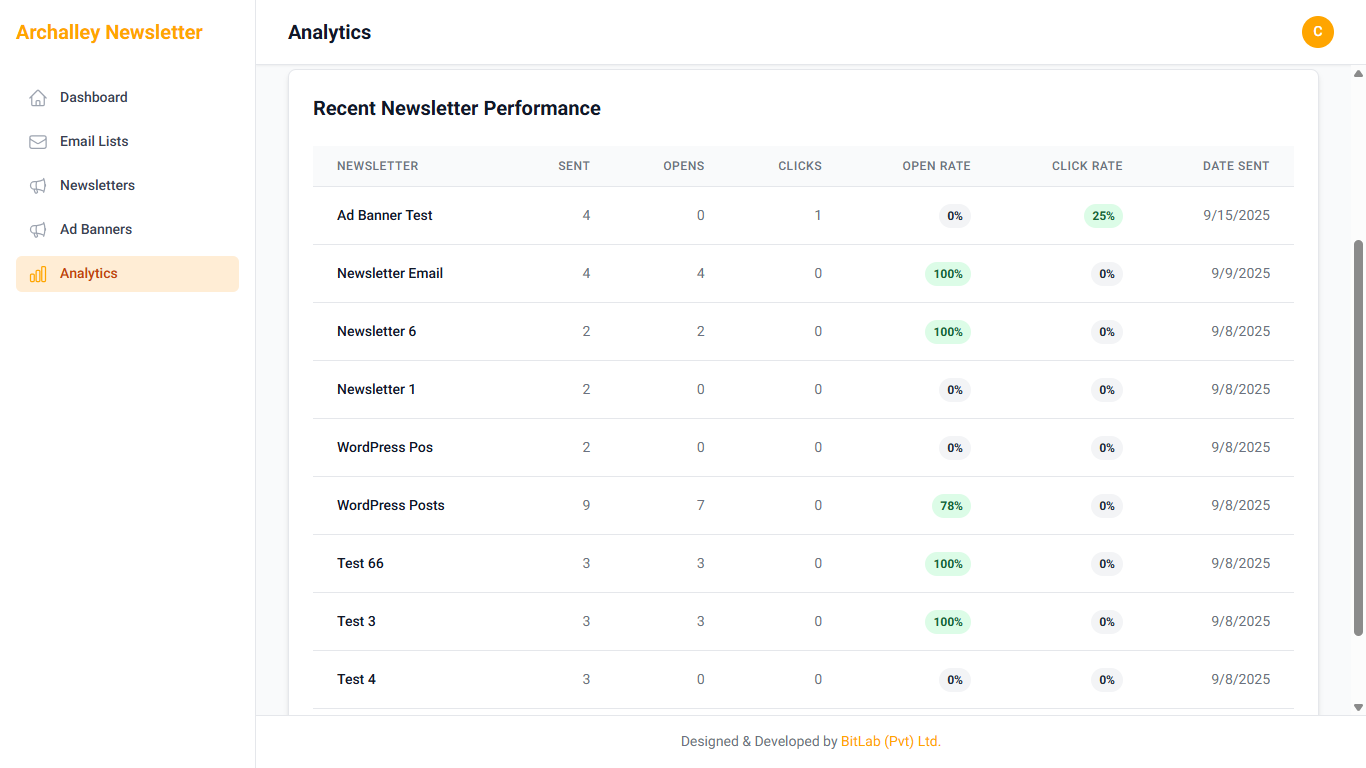 Archalley Newsletter
Analytics
C
Dashboard
Email Lists
Newsletters
Ad Banners
Analytics
Recent Newsletter Performance
NEWSLETTER SENT OPENS CLICKS OPEN RATE CLICK RATE DATE SENT
Ad Banner Test 4 0 1 0% 25% 9/15/2025
Newsletter Email 4 4 0 100% 0% 9/9/2025
Newsletter 6 2 2 0 100% 0% 9/8/2025
Newsletter 1 2 0 0 0% 0% 9/8/2025
WordPress Pos 2 0 0 0% 0% 9/8/2025
WordPress Posts 9 7 0 78% 0% 9/8/2025
Test 66 3 3 0 100% 0% 9/8/2025
Test 3 3 3 0 100% 0% 9/8/2025
Test 4 3 0 0 0% 0% 9/8/2025
Designed & Developed by BitLab (Pvt) Ltd.